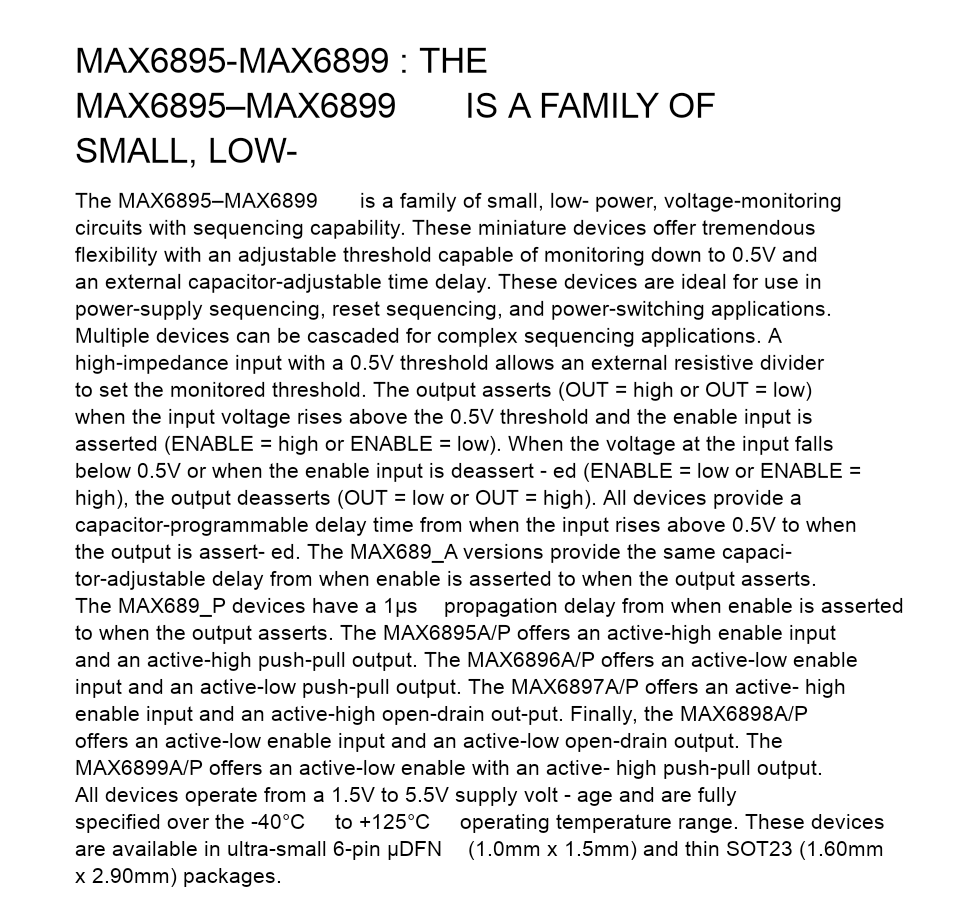 MAX6895-MAX6899 : THE
MAX6895–MAX6899 IS A FAMILY OF
SMALL, LOW-
The MAX6895–MAX6899 is a family of small, low- power, voltage-monitoring
circuits with sequencing capability. These miniature devices offer tremendous
flexibility with an adjustable threshold capable of monitoring down to 0.5V and
an external capacitor-adjustable time delay. These devices are ideal for use in
power-supply sequencing, reset sequencing, and power-switching applications.
Multiple devices can be cascaded for complex sequencing applications. A
high-impedance input with a 0.5V threshold allows an external resistive divider
to set the monitored threshold. The output asserts (OUT = high or OUT = low)
when the input voltage rises above the 0.5V threshold and the enable input is
asserted (ENABLE = high or ENABLE = low). When the voltage at the input falls
below 0.5V or when the enable input is deassert - ed (ENABLE = low or ENABLE =
high), the output deasserts (OUT = low or OUT = high). All devices provide a
capacitor-programmable delay time from when the input rises above 0.5V to when
the output is assert- ed. The MAX689_A versions provide the same capaci-
tor-adjustable delay from when enable is asserted to when the output asserts.
The MAX689_P devices have a 1µs propagation delay from when enable is asserted
to when the output asserts. The MAX6895A/P offers an active-high enable input
and an active-high push-pull output. The MAX6896A/P offers an active-low enable
input and an active-low push-pull output. The MAX6897A/P offers an active- high
enable input and an active-high open-drain out-put. Finally, the MAX6898A/P
offers an active-low enable input and an active-low open-drain output. The
MAX6899A/P offers an active-low enable with an active- high push-pull output.
All devices operate from a 1.5V to 5.5V supply volt - age and are fully
specified over the -40°C to +125°C operating temperature range. These devices
are available in ultra-small 6-pin µDFN (1.0mm x 1.5mm) and thin SOT23 (1.60mm
x 2.90mm) packages.